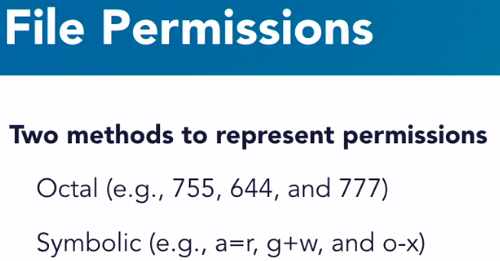 File Permissions
Two methods to represent permissions
Octal (e.g., 755, 644, and 777)
Symbolic (e.g., a=r, g+w, and o-x)